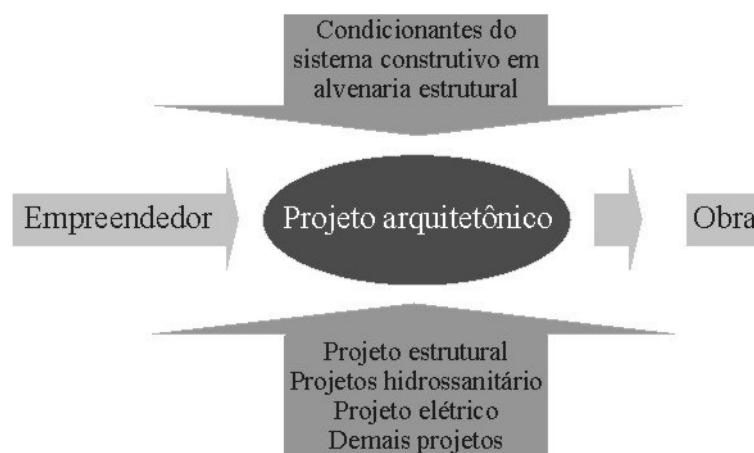 Condicionantes do
sistema construtivo em
alvenaria estrutural
Empreendedor
Projeto arquitetônico
Obra
Projeto estrutural
Projetos hidrossanitário
Projeto elétrico
Demais projetos